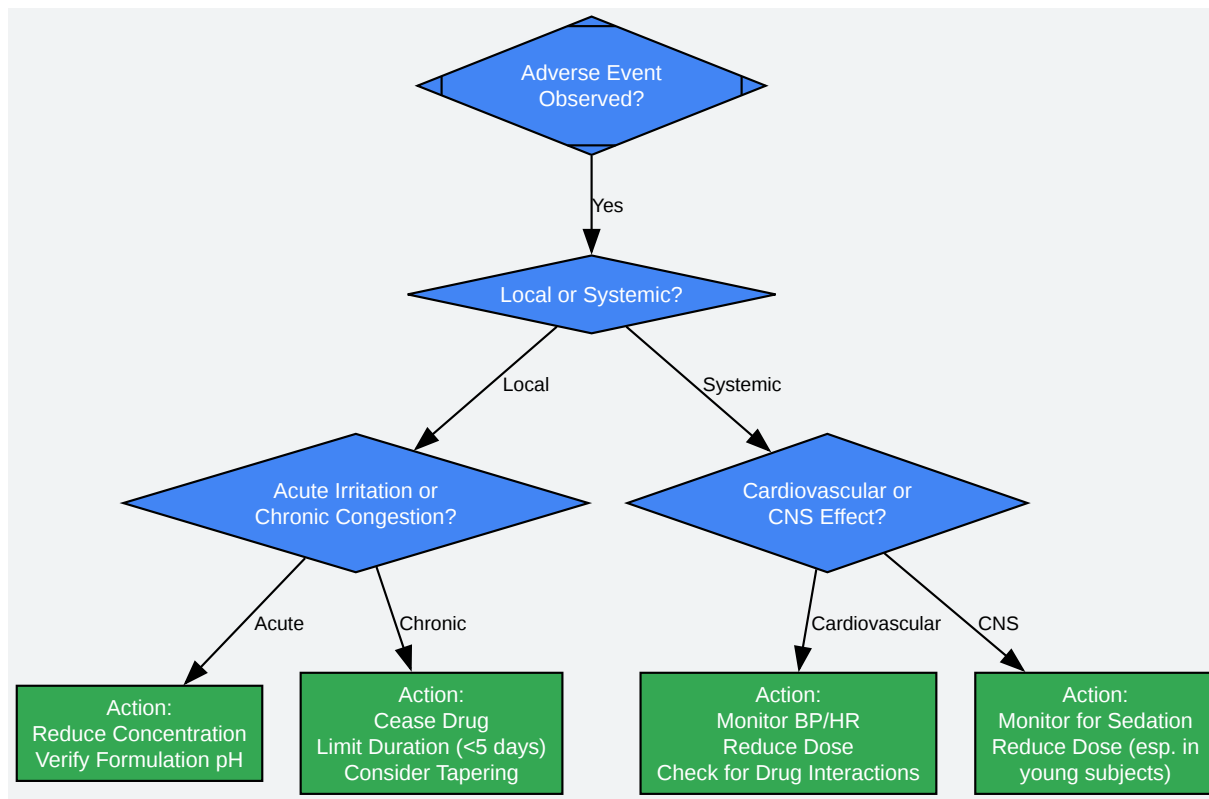 Adverse Event
Observed?
Yes
Local or Systemic?
Local
Systemic
Acute Irritation or
Chronic Congestion?
Cardiovascular or
CNS Effect?
Acute
Chronic
Cardiovascular
CNS
Action:
Reduce Concentration
Verify Formulation pH
Action:
Cease Drug
Limit Duration (<5 days)
Consider Tapering
Action:
Monitor BP/HR
Reduce Dose
Check for Drug Interactions
Action:
Monitor for Sedation
Reduce Dose (esp. in
young subjects)